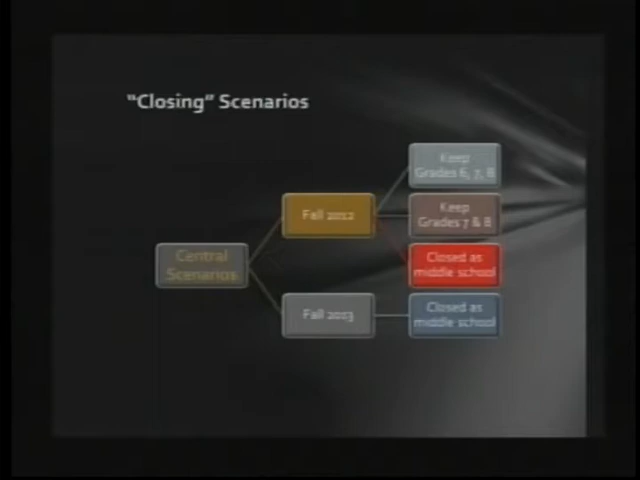 "Closing" Scenarios
Keep
Grades 6, 7, 8
Keep
Grades 7 & 8
Fall 2012
Central
Scenarios
Closed as
middle school
Fall 2013
Closed as
middle school